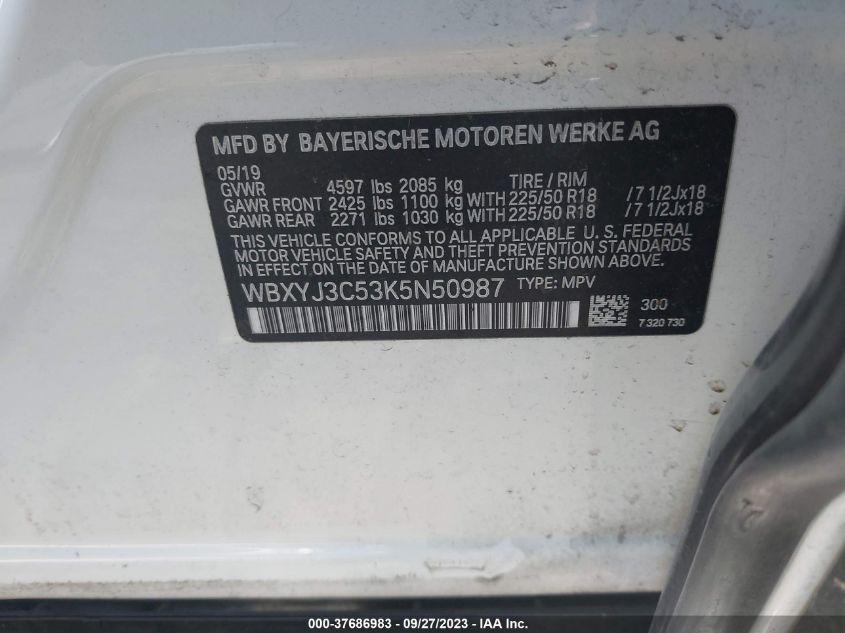 MFD BY BAYERISCHE MOTOREN WERKE AG
05/19
GVWR 4597 lbs 2085 kg TIRE / RIM
GAWR FRONT 2425 lbs 1100 kg WITH 225/50 R18 /7 1/2Jx18
GAWR REAR 2271 lbs 1030 kg WITH 225/50 R18 /7 1/2Jx18
THIS VEHICLE CONFORMS TO ALL APPLICABLE U. S. FEDERAL
MOTOR VEHICLE SAFETY AND THEFT PREVENTION STANDARDS
IN EFFECT ON THE DATE OF MANUFACTURE SHOWN ABOVE.
WBXYJ3C53K5N50987 TYPE: MPV
300
7 320 730
000-37686983 - 09/27/2023 - IAA Inc.